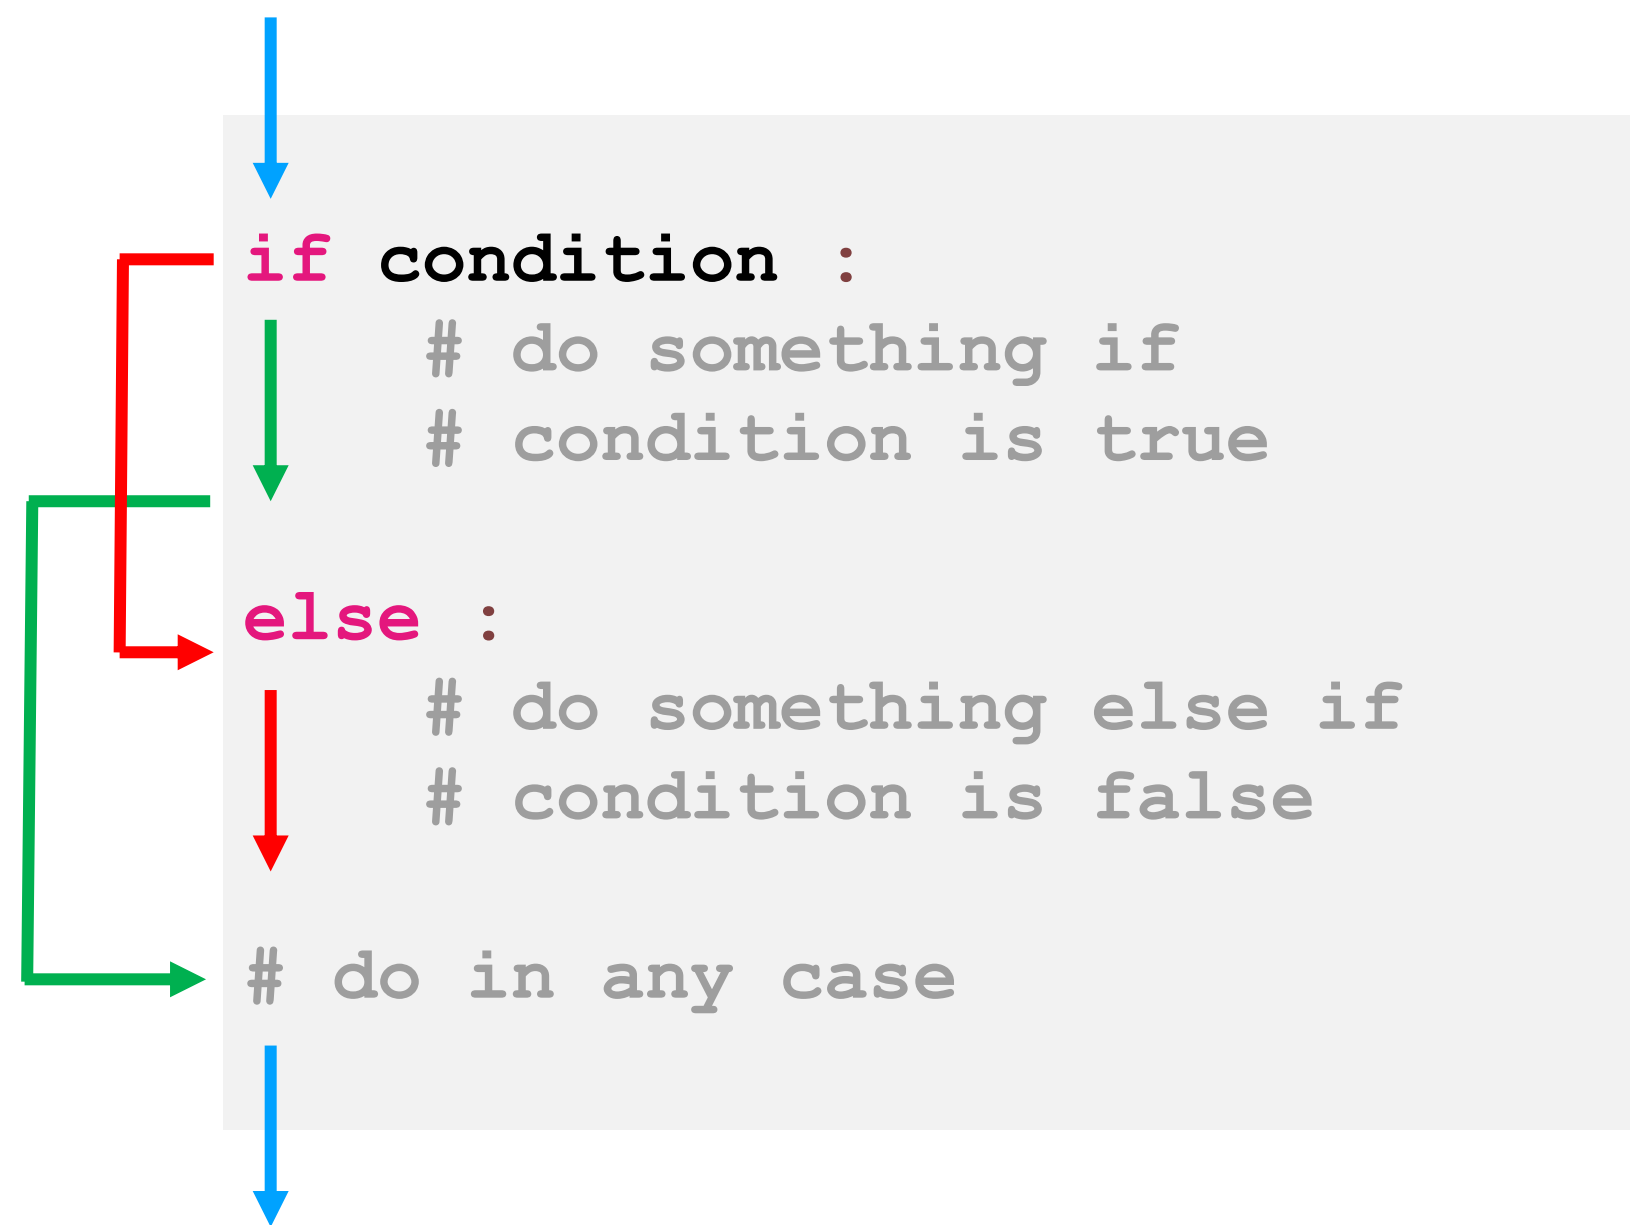 if condition :
    # do something if
    # condition is true
else :
    # do something else if
    # condition is false
# do in any case